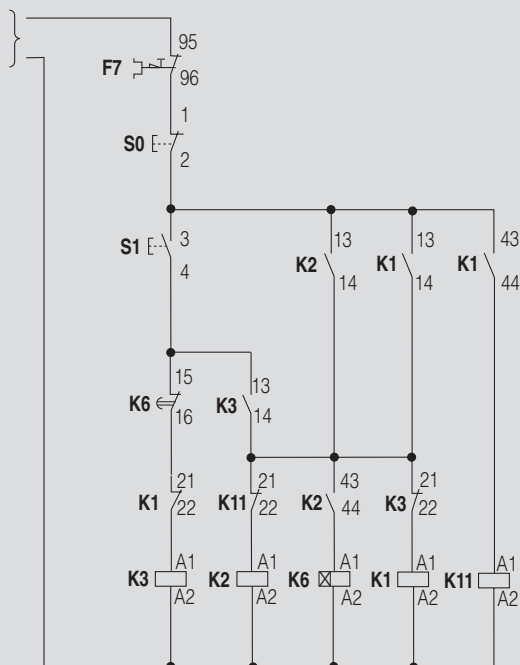 95
F7
96
1
S0
2
S1 3
4
13 13 43
K2 K1 K1
14 14 44
15 13
K6 K3
16 14
21 21 43 21
K1 K11 K2 K3
22 22 44 22
A1 A1 A1 A1 A1
K3 K2 K6 K1 K11
A2 A2 A2 A2 A2